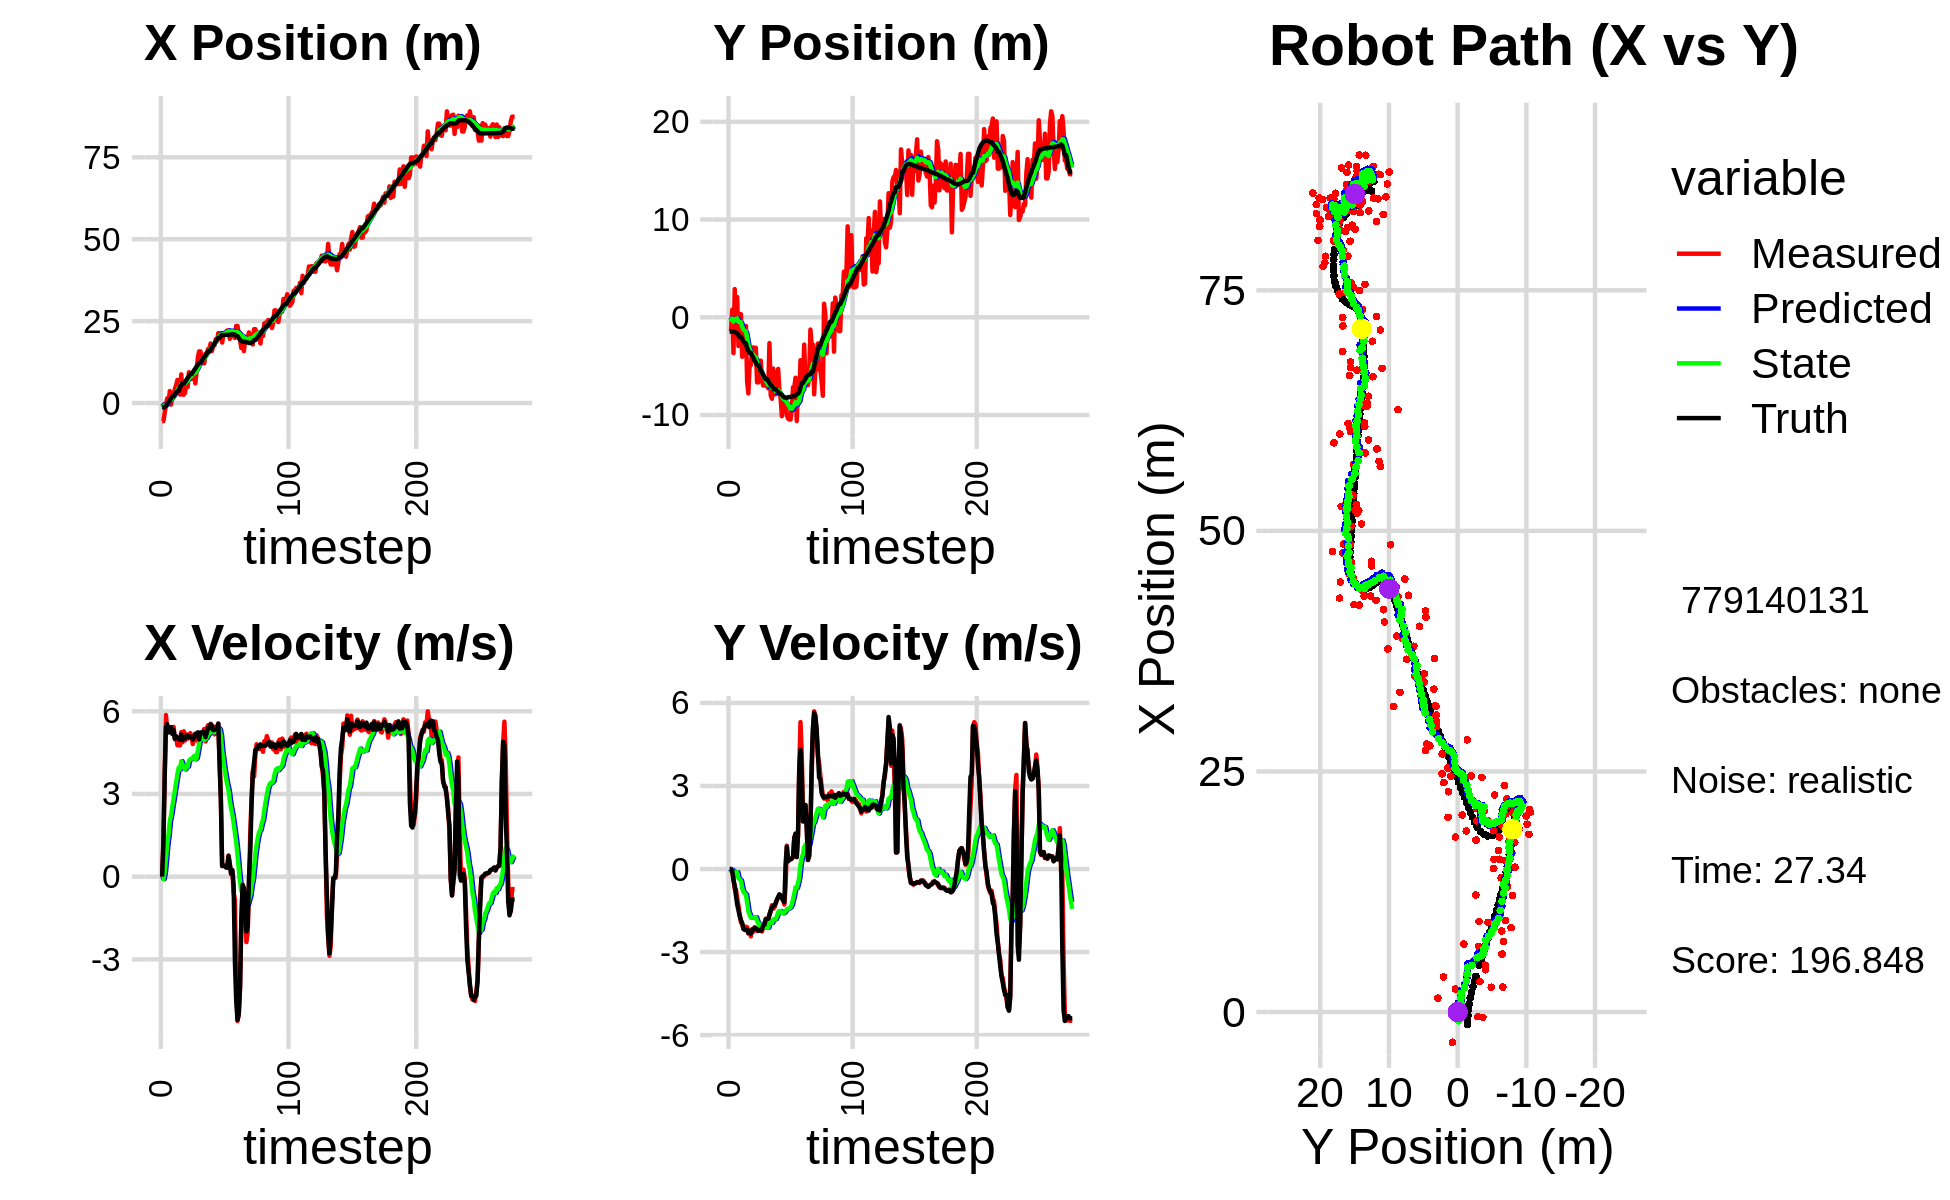 X Position (m)
75
50
25
0
0
100
200
timestep
Y Position (m)
20
10
0
-10
0
100
200
timestep
X Velocity (m/s)
6
3
0
-3
0
100
200
timestep
Y Velocity (m/s)
6
3
0
-3
-6
0
100
200
timestep
Robot Path (X vs Y)
X Position (m)
75
50
25
0
20 10 0 -10 -20
Y Position (m)
variable
Measured
Predicted
State
Truth
779140131
Obstacles: none
Noise: realistic
Time: 27.34
Score: 196.848